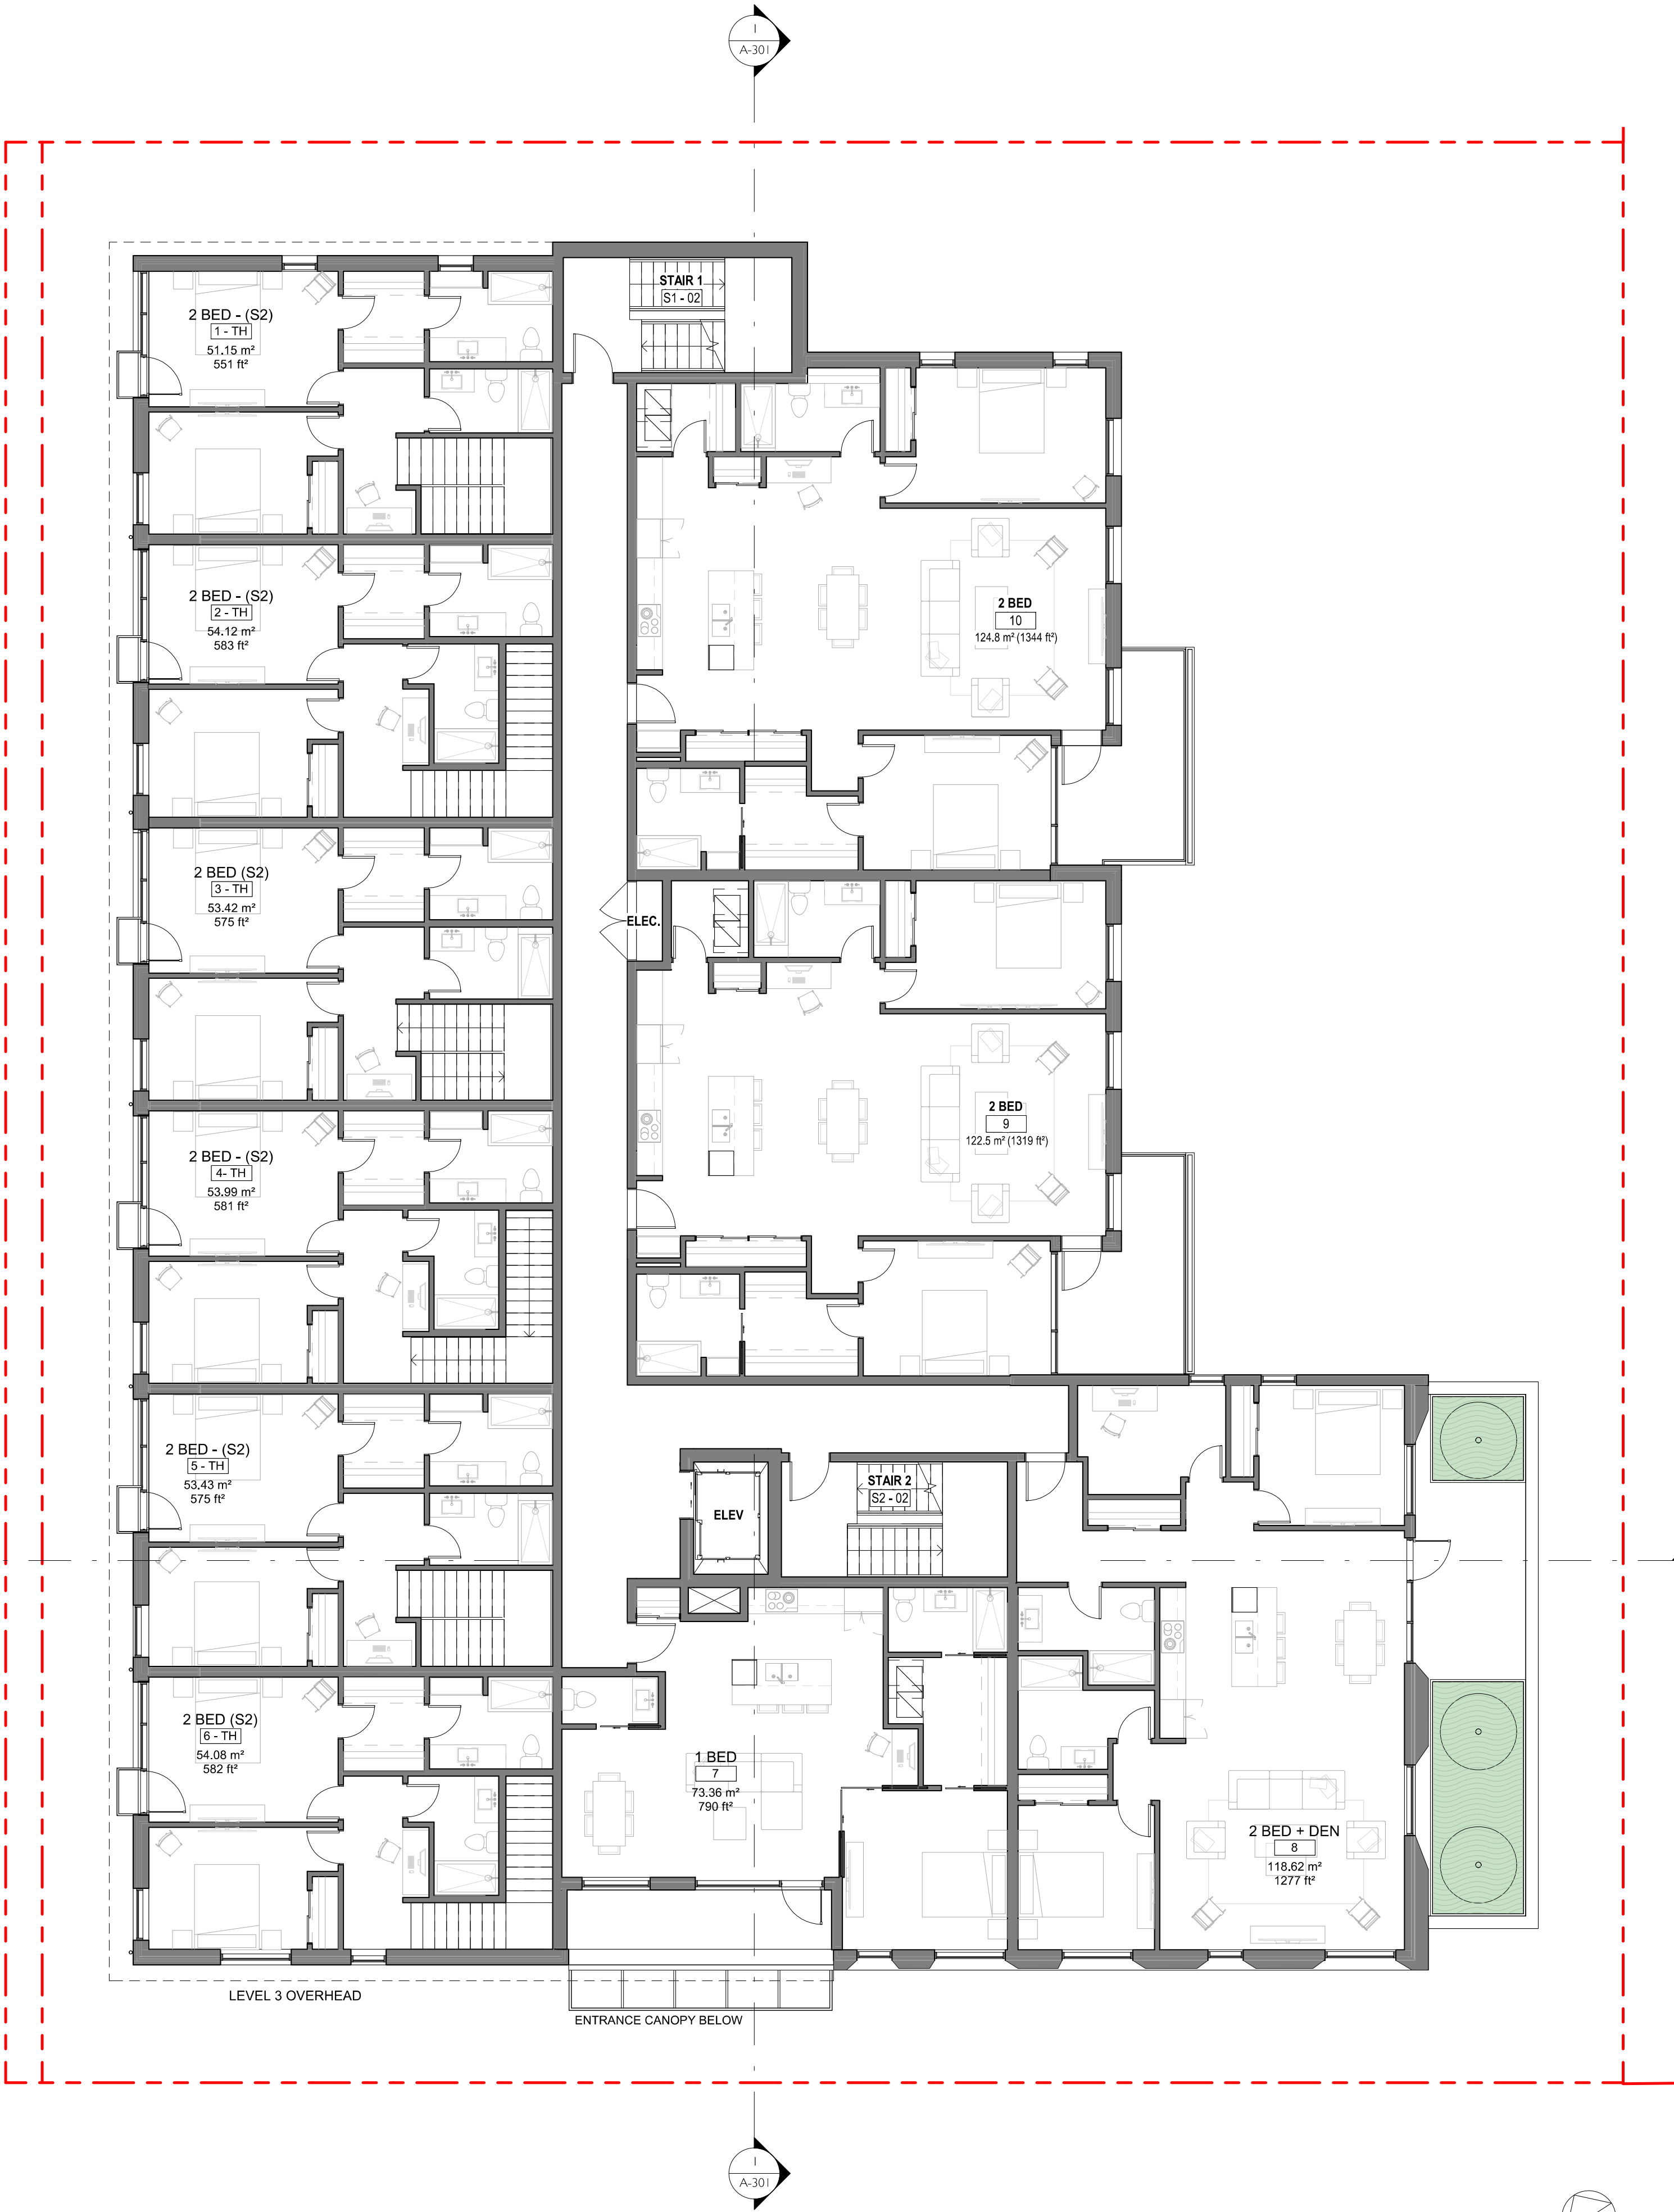 1
A-301
STAIR 1
S1 - 02
2 BED - (S2)
1 - TH
51.15 m²
551 ft²
2 BED - (S2)
2 - TH
54.12 m²
583 ft²
2 BED
10
124.8 m² (1344 ft²)
2 BED (S2)
3 - TH
53.42 m²
575 ft²
ELEC.
2 BED
9
122.5 m² (1319 ft²)
2 BED - (S2)
4- TH
53.99 m²
581 ft²
2 BED - (S2)
5 - TH
53.43 m²
575 ft²
STAIR 2
S2 - 02
ELEV
2 BED (S2)
6 - TH
54.08 m²
582 ft²
1 BED
7
73.36 m²
790 ft²
2 BED + DEN
8
118.62 m²
1277 ft²
LEVEL 3 OVERHEAD
ENTRANCE CANOPY BELOW
1
A-301